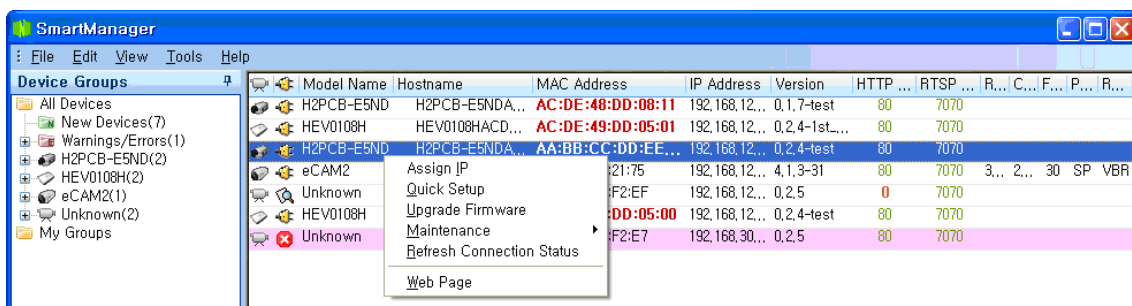 SmartManager
File Edit View Tools Help
Device Groups
All Devices
New Devices(7)
Warnings/Errors(1)
H2PCB-E5ND(2)
HEV0108H(2)
eCAM2(1)
Unknown(2)
My Groups
Model Name Hostname MAC Address IP Address Version HTTP ... RTSP ... R... C... F... P... R...
H2PCB-E5ND H2PCB-E5NDA... AC:DE:48:DD:08:11 192,168,12... 0,1,7-test 80 7070
HEV0108H HEV0108HACD... AC:DE:49:DD:05:01 192,168,12... 0,2,4-1st_... 80 7070
H2PCB-E5ND H2PCB-E5NDA... AA:BB:CC:DD:EE... 192,168,12... 0,2,4-test 80 7070
eCAM2 :21:75 192,168,12... 4,1,3-31 80 7070 3... 2... 30 SP VBR
Unknown :F2:EF 192,168,12... 0,2,5 0 7070
HEV0108H :DD:05:00 192,168,12... 0,2,4-test 80 7070
Unknown :F2:E7 192,168,30... 0,2,5 80 7070
Assign IP
Quick Setup
Upgrade Firmware
Maintenance
Refresh Connection Status
Web Page